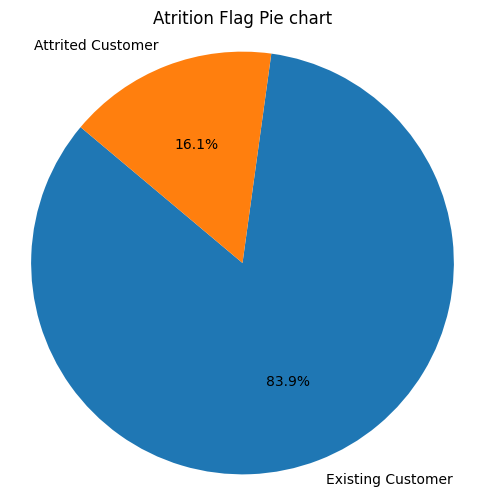 Atrition Flag Pie chart
Attrited Customer
16.1%
83.9%
Existing Customer